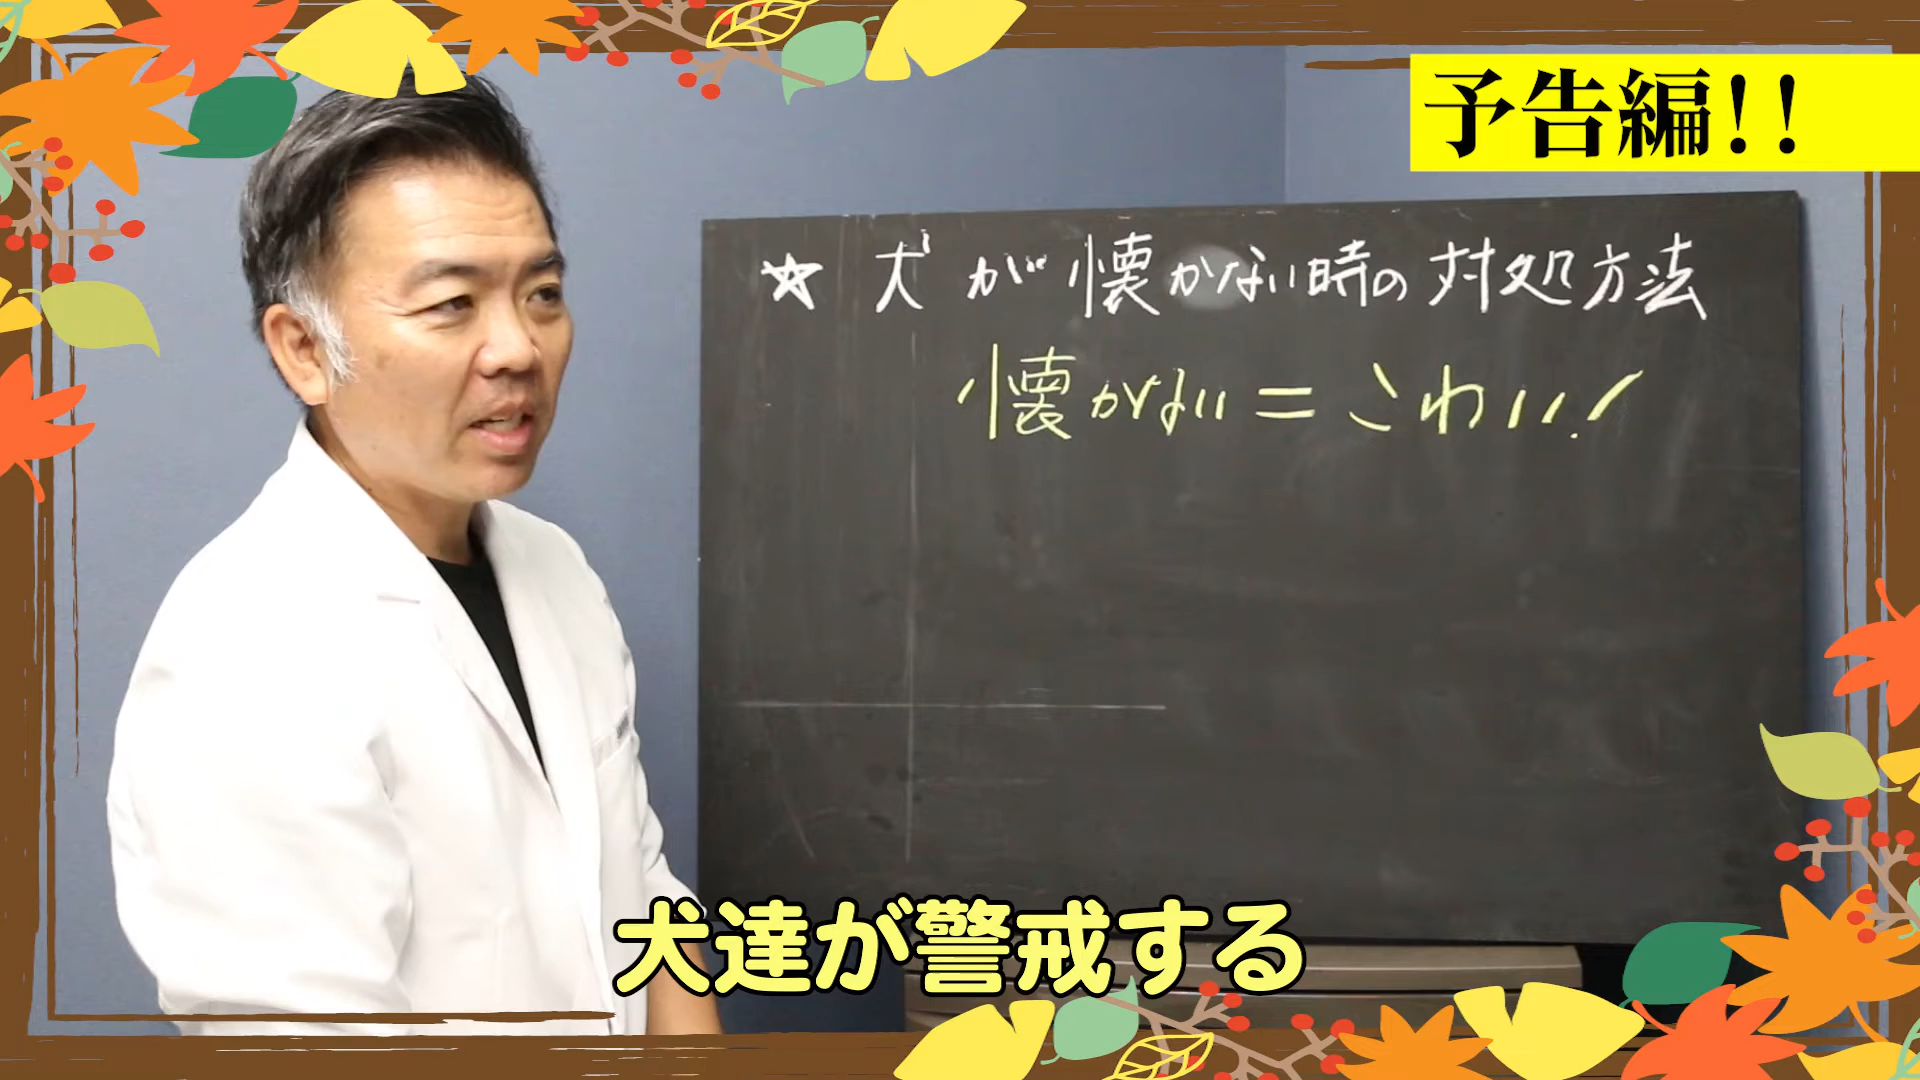 予告編!!
☆ 犬が懐かない時の対処方法
懐かない＝こわい!
犬達が警戒する